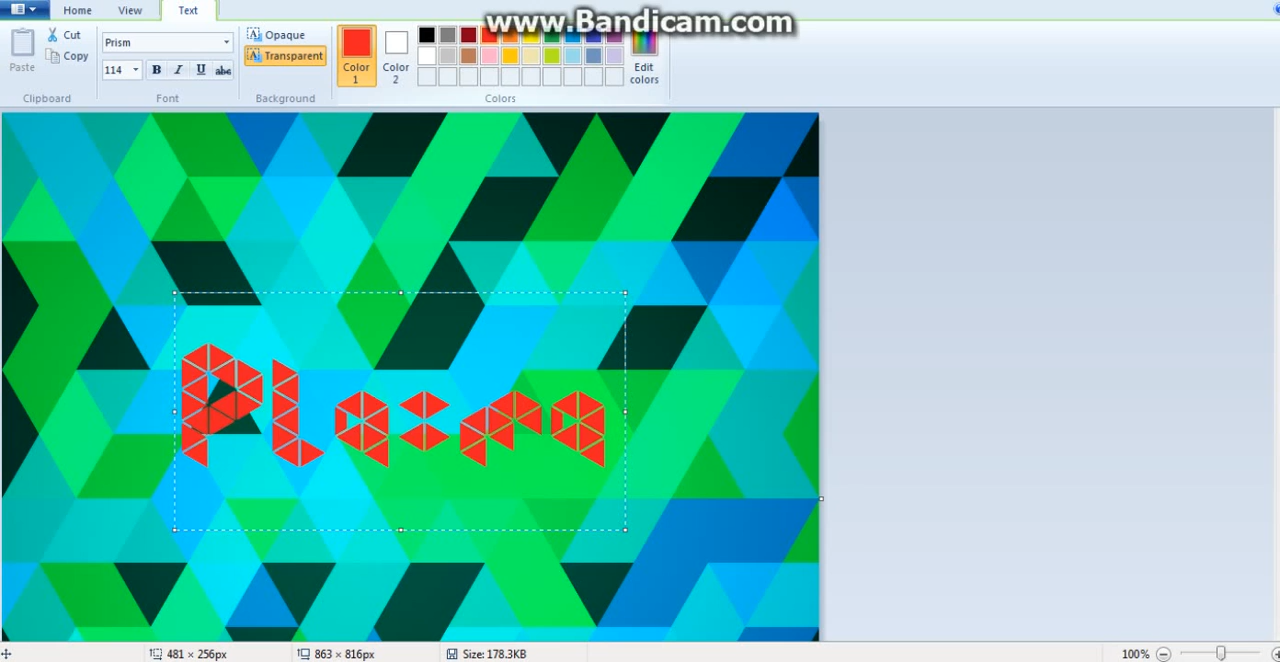 www.Bandicam.com
Home View Text
Cut
Copy
Paste
Clipboard
Prism
114 B I U abc
Font
Opaque
Transparent
Background
Color 1
Color 2
Edit colors
Colors
Plasma
481 × 256px 863 × 816px Size: 178.3KB 100%